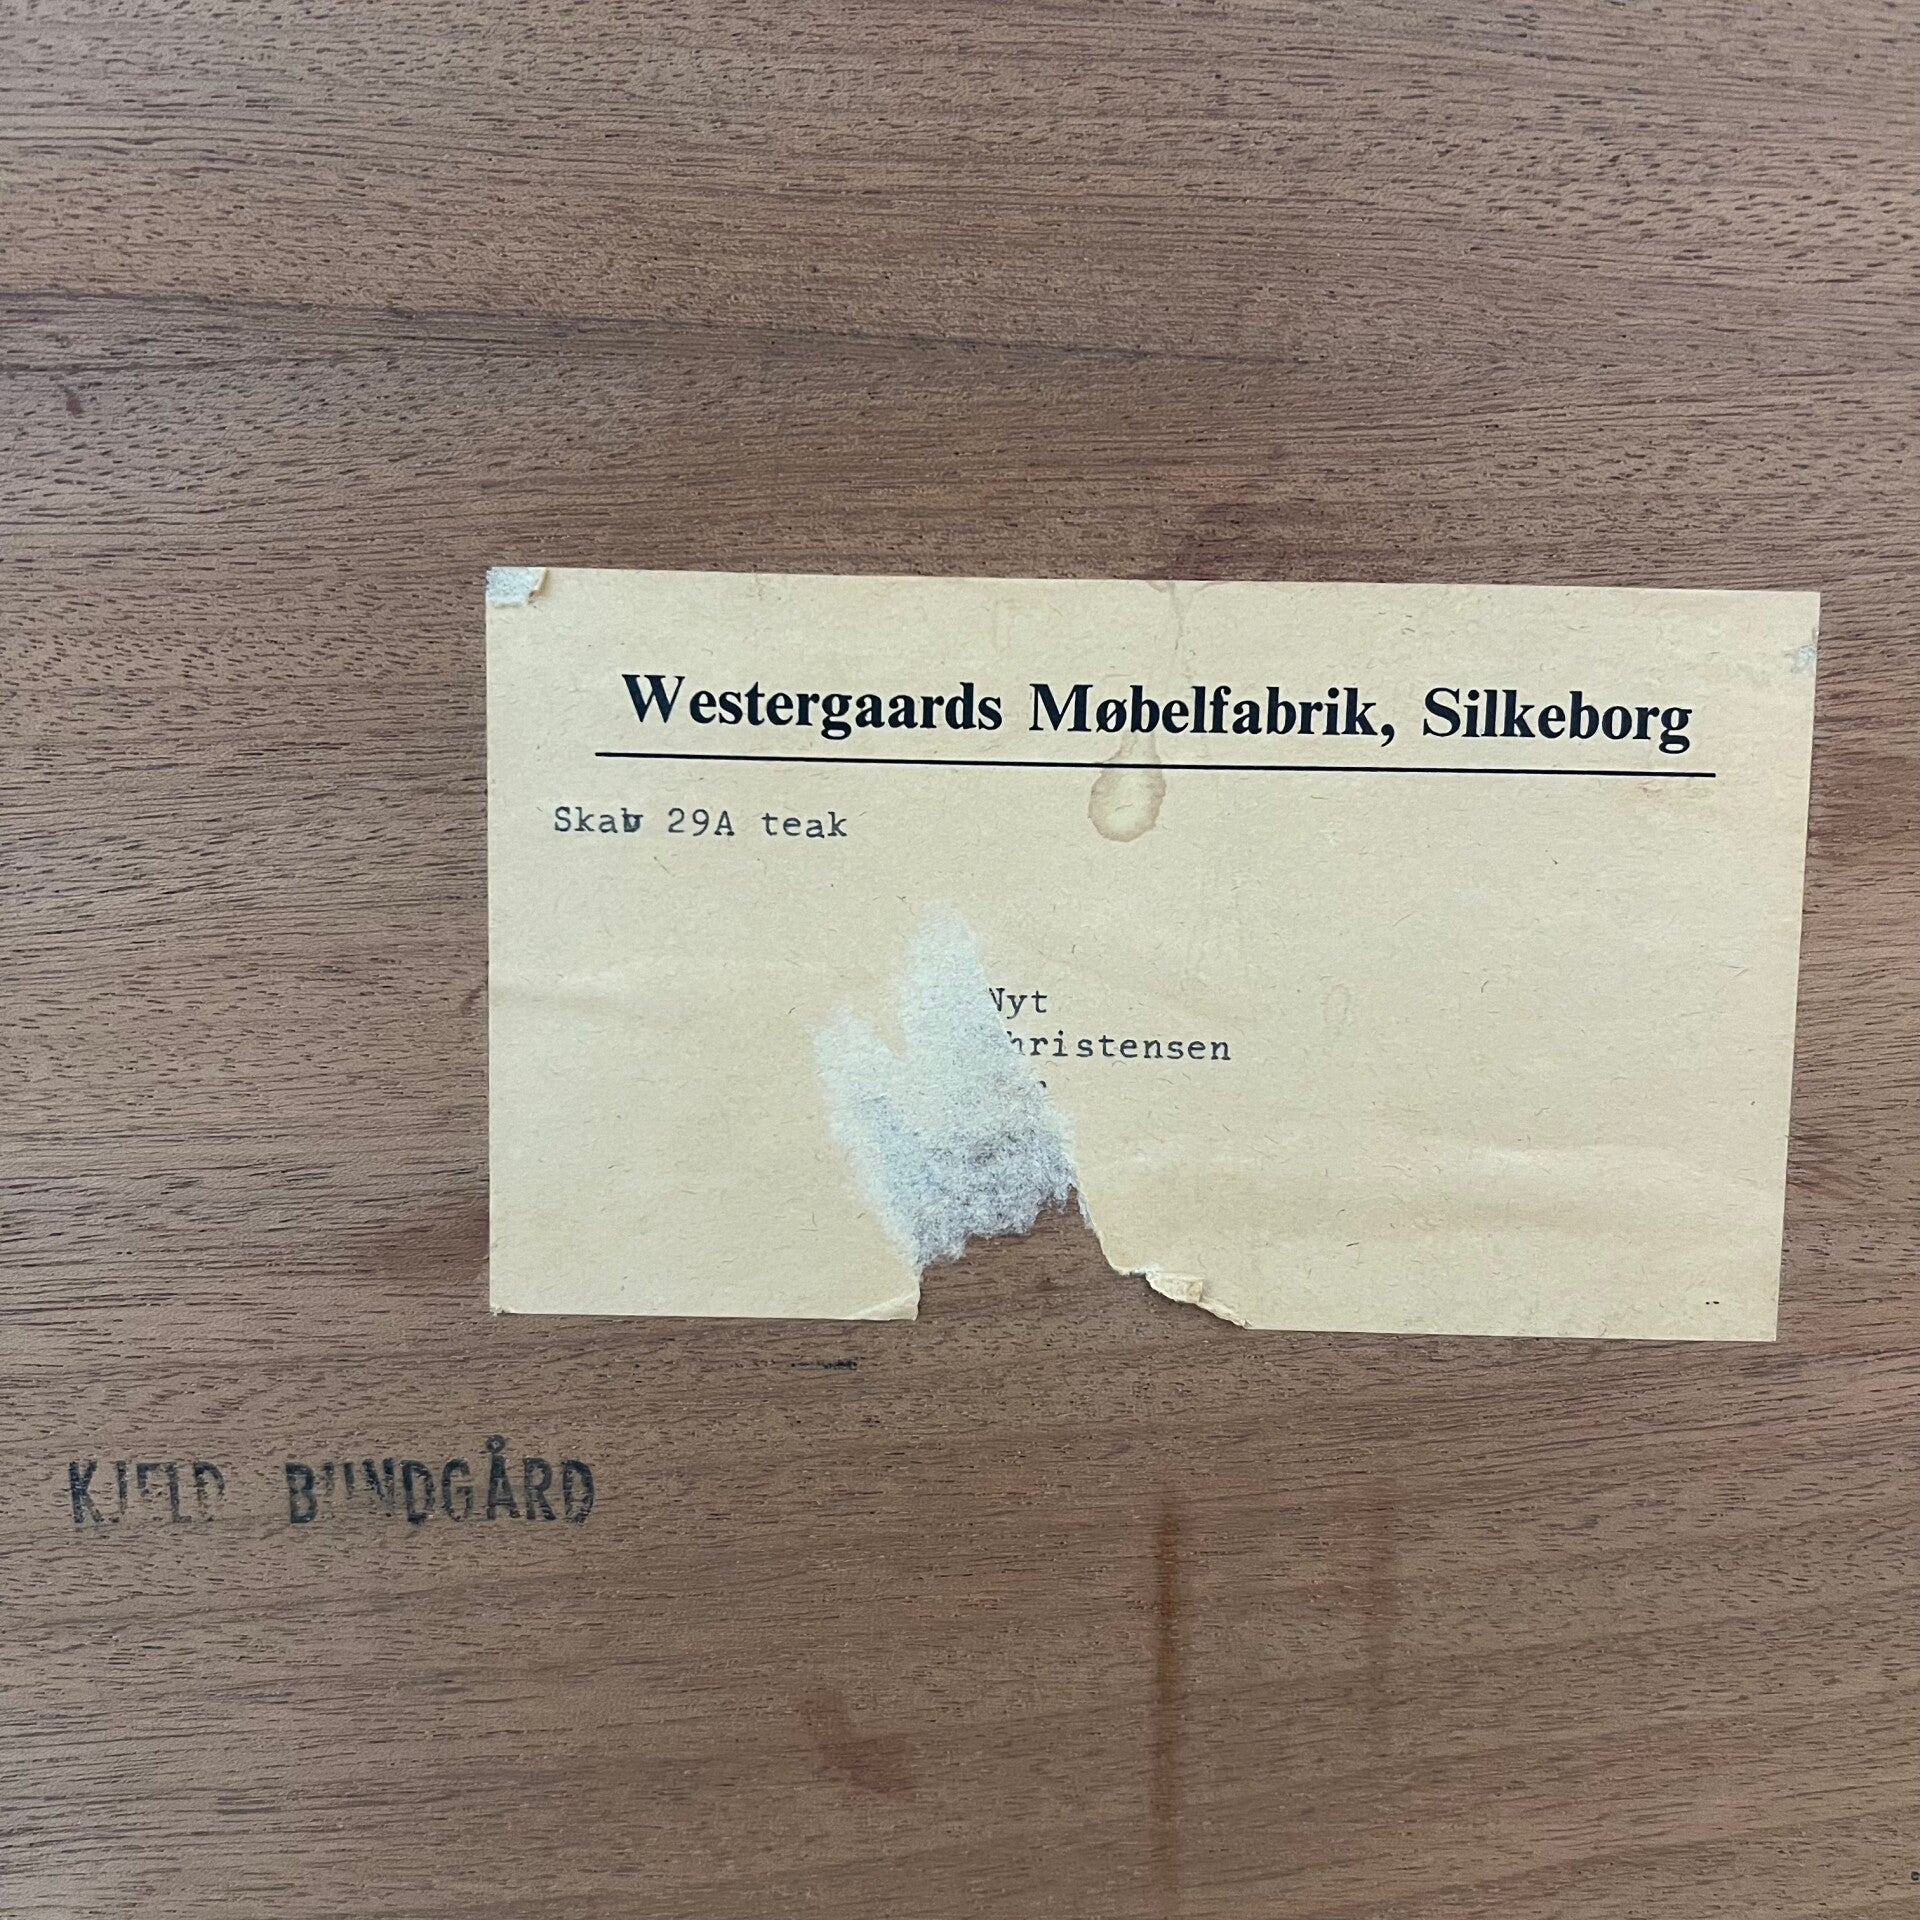 Westergaards Møbelfabrik, Silkeborg
Skab 29A teak
Nyt
hristensen
KJELD BUNDGÅRD